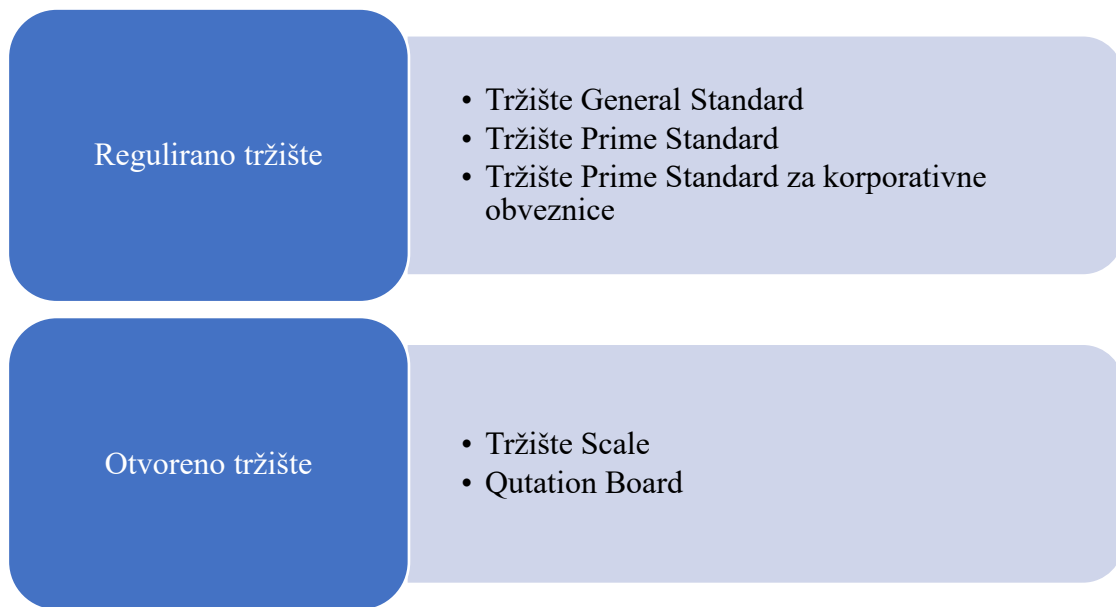 Regulirano tržište
• Tržište General Standard
• Tržište Prime Standard
• Tržište Prime Standard za korporativne
obveznice
Otvoreno tržište
• Tržište Scale
• Qutation Board